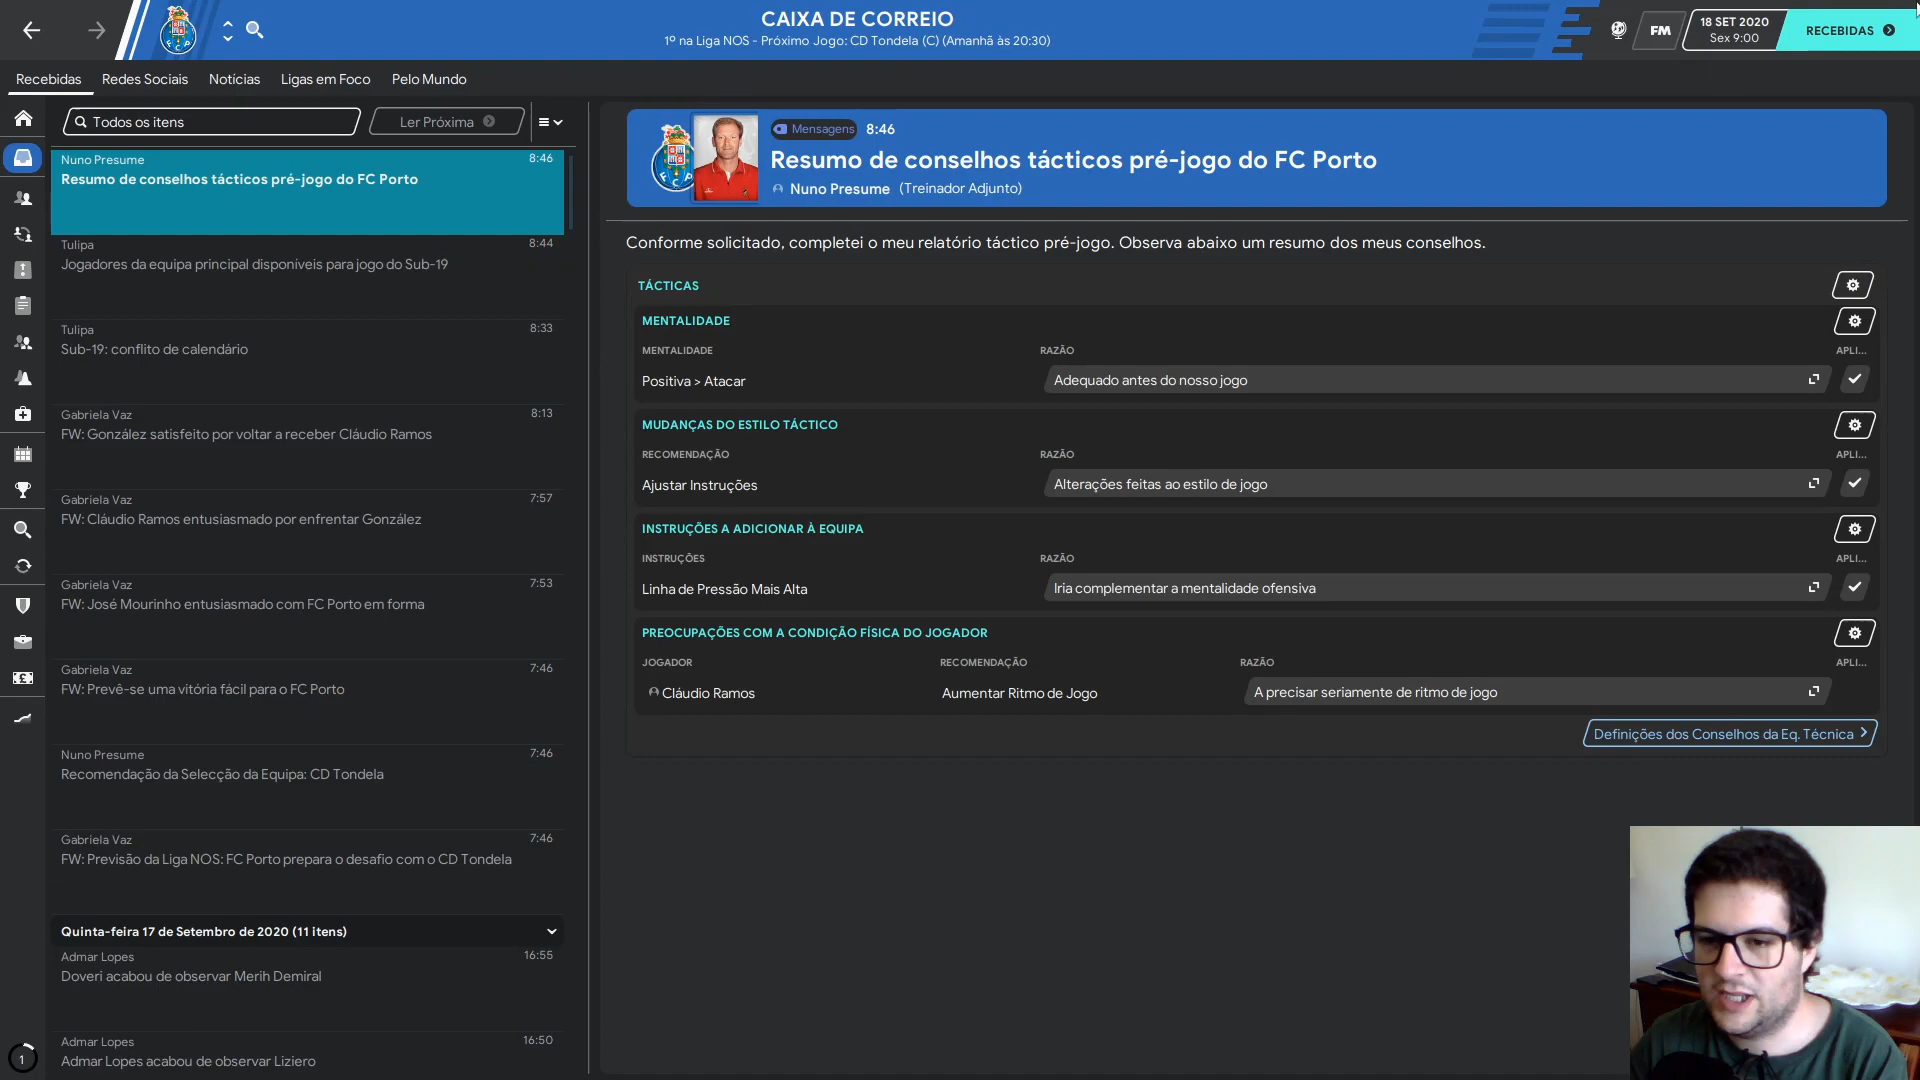 CAIXA DE CORREIO
1º na Liga NOS - Próximo Jogo: CD Tondela (C) (Amanhã às 20:30)
FM
18 SET 2020
Sex 9:00
RECEBIDAS
Recebidas
Redes Sociais
Notícias
Ligas em Foco
Pelo Mundo
Todos os itens
Ler Próxima
Nuno Presume
8:46
Resumo de conselhos tácticos pré-jogo do FC Porto
Tulipa
8:44
Jogadores da equipa principal disponíveis para jogo do Sub-19
Tulipa
8:33
Sub-19: conflito de calendário
Gabriela Vaz
8:13
FW: González satisfeito por voltar a receber Cláudio Ramos
Gabriela Vaz
7:57
FW: Cláudio Ramos entusiasmado por enfrentar González
Gabriela Vaz
7:53
FW: José Mourinho entusiasmado com FC Porto em forma
Gabriela Vaz
7:46
FW: Prevê-se uma vitória fácil para o FC Porto
Nuno Presume
7:46
Recomendação da Selecção da Equipa: CD Tondela
Gabriela Vaz
7:46
FW: Previsão da Liga NOS: FC Porto prepara o desafio com o CD Tondela
Quinta-feira 17 de Setembro de 2020 (11 itens)
Admar Lopes
16:55
Doveri acabou de observar Merih Demiral
Admar Lopes
16:50
Admar Lopes acabou de observar Liziero
1
Mensagens
8:46
Resumo de conselhos tácticos pré-jogo do FC Porto
Nuno Presume (Treinador Adjunto)
Conforme solicitado, completei o meu relatório táctico pré-jogo. Observa abaixo um resumo dos meus conselhos.
TÁCTICAS
MENTALIDADE
MENTALIDADE
RAZÃO
APLI...
Positiva > Atacar
Adequado antes do nosso jogo
MUDANÇAS DO ESTILO TÁCTICO
RECOMENDAÇÃO
RAZÃO
APLI...
Ajustar Instruções
Alterações feitas ao estilo de jogo
INSTRUÇÕES A ADICIONAR À EQUIPA
INSTRUÇÕES
RAZÃO
APLI...
Linha de Pressão Mais Alta
Iria complementar a mentalidade ofensiva
PREOCUPAÇÕES COM A CONDIÇÃO FÍSICA DO JOGADOR
JOGADOR
RECOMENDAÇÃO
RAZÃO
APLI...
Cláudio Ramos
Aumentar Ritmo de Jogo
A precisar seriamente de ritmo de jogo
Definições dos Conselhos da Eq. Técnica